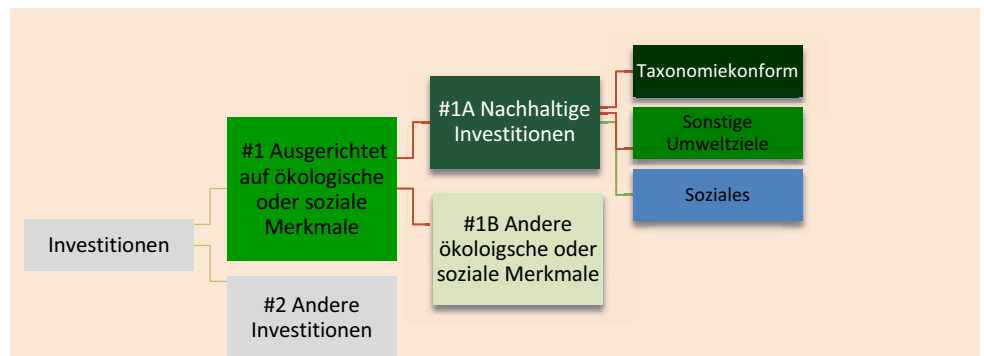 Investitionen
#1 Ausgerichtet
auf ökologische
oder soziale
Merkmale
#2 Andere
Investitionen
#1A Nachhaltige
Investitionen
#1B Andere
ökoloigsche oder
soziale Merkmale
Taxonomiekonform
Sonstige
Umweltziele
Soziales